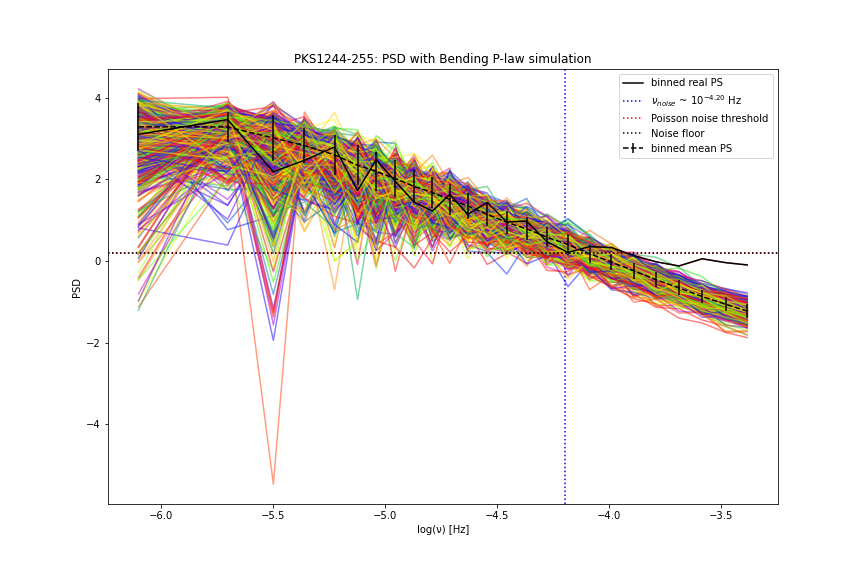 PKS1244-255: PSD with Bending P-law simulation
binned real PS
ν_noise ~ 10^−4.20 Hz
Poisson noise threshold
Noise floor
binned mean PS
4
2
0
−2
−4
PSD
−6.0
−5.5
−5.0
−4.5
−4.0
−3.5
log(ν) [Hz]